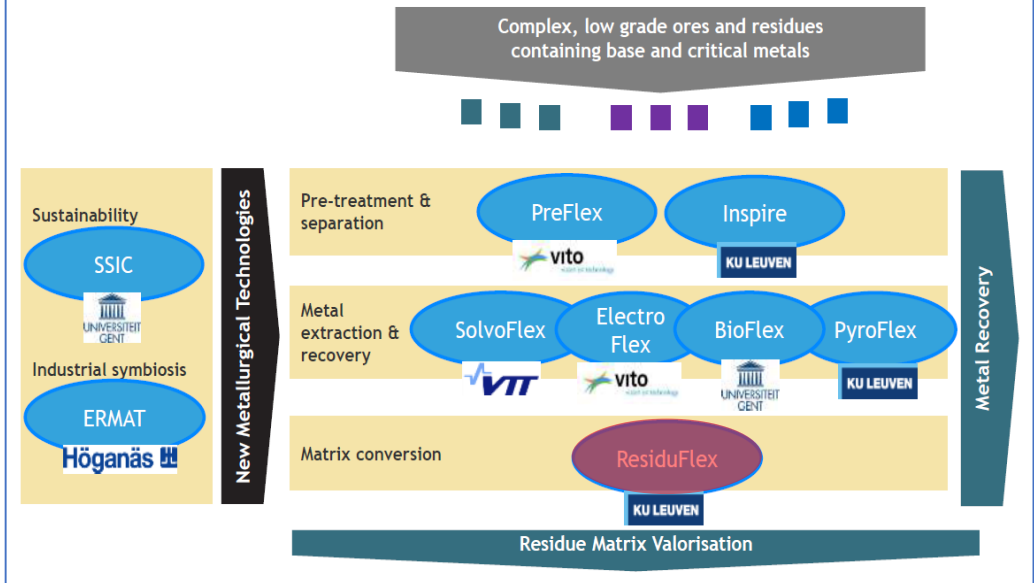 Complex, low grade ores and residues
containing base and critical metals
Sustainability
SSIC
UNIVERSITEIT
GENT
Industrial symbiosis
ERMAT
Höganäs
New Metallurgical Technologies
Pre-treatment &
separation
PreFlex
vito
Inspire
KU LEUVEN
Metal
extraction &
recovery
SolvoFlex
VTT
Electro
Flex
vito
BioFlex
UNIVERSITEIT
GENT
PyroFlex
KU LEUVEN
Matrix conversion
ResiduFlex
KU LEUVEN
Metal Recovery
Residue Matrix Valorisation